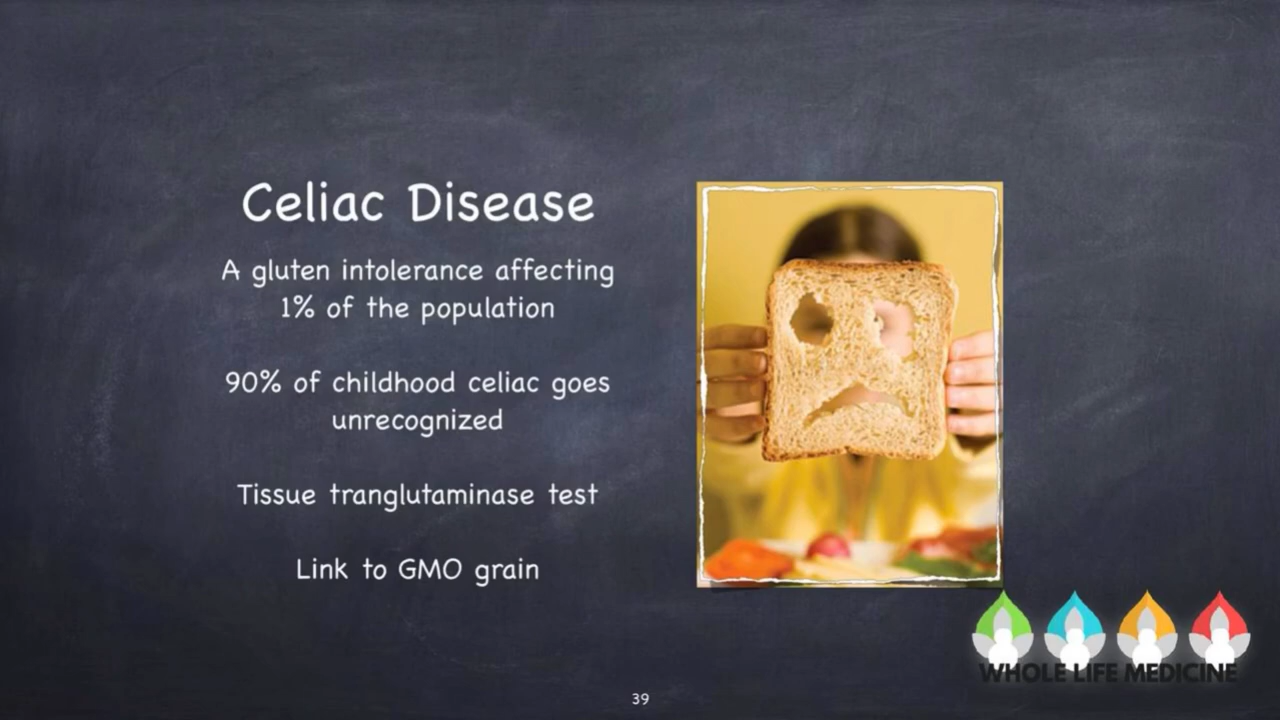 Celiac Disease
A gluten intolerance affecting
1% of the population
90% of childhood celiac goes
unrecognized
Tissue tranglutaminase test
Link to GMO grain
WHOLE LIFE MEDICINE
39